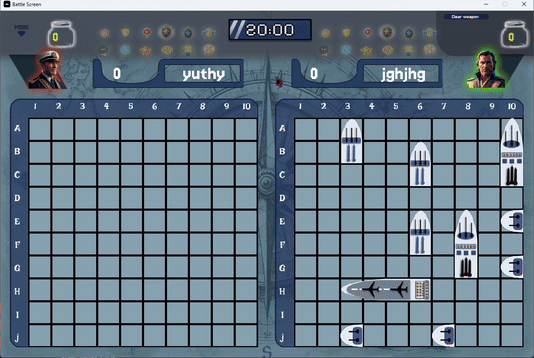 Battle Screen
Clear weapon
MORE
0
20:00
0
0
yuthy
0
jghjhg
1 2 3 4 5 6 7 8 9 10
1 2 3 4 5 6 7 8 9 10
A
B
C
D
E
F
G
H
I
J
A
B
C
D
E
F
G
H
I
J
S